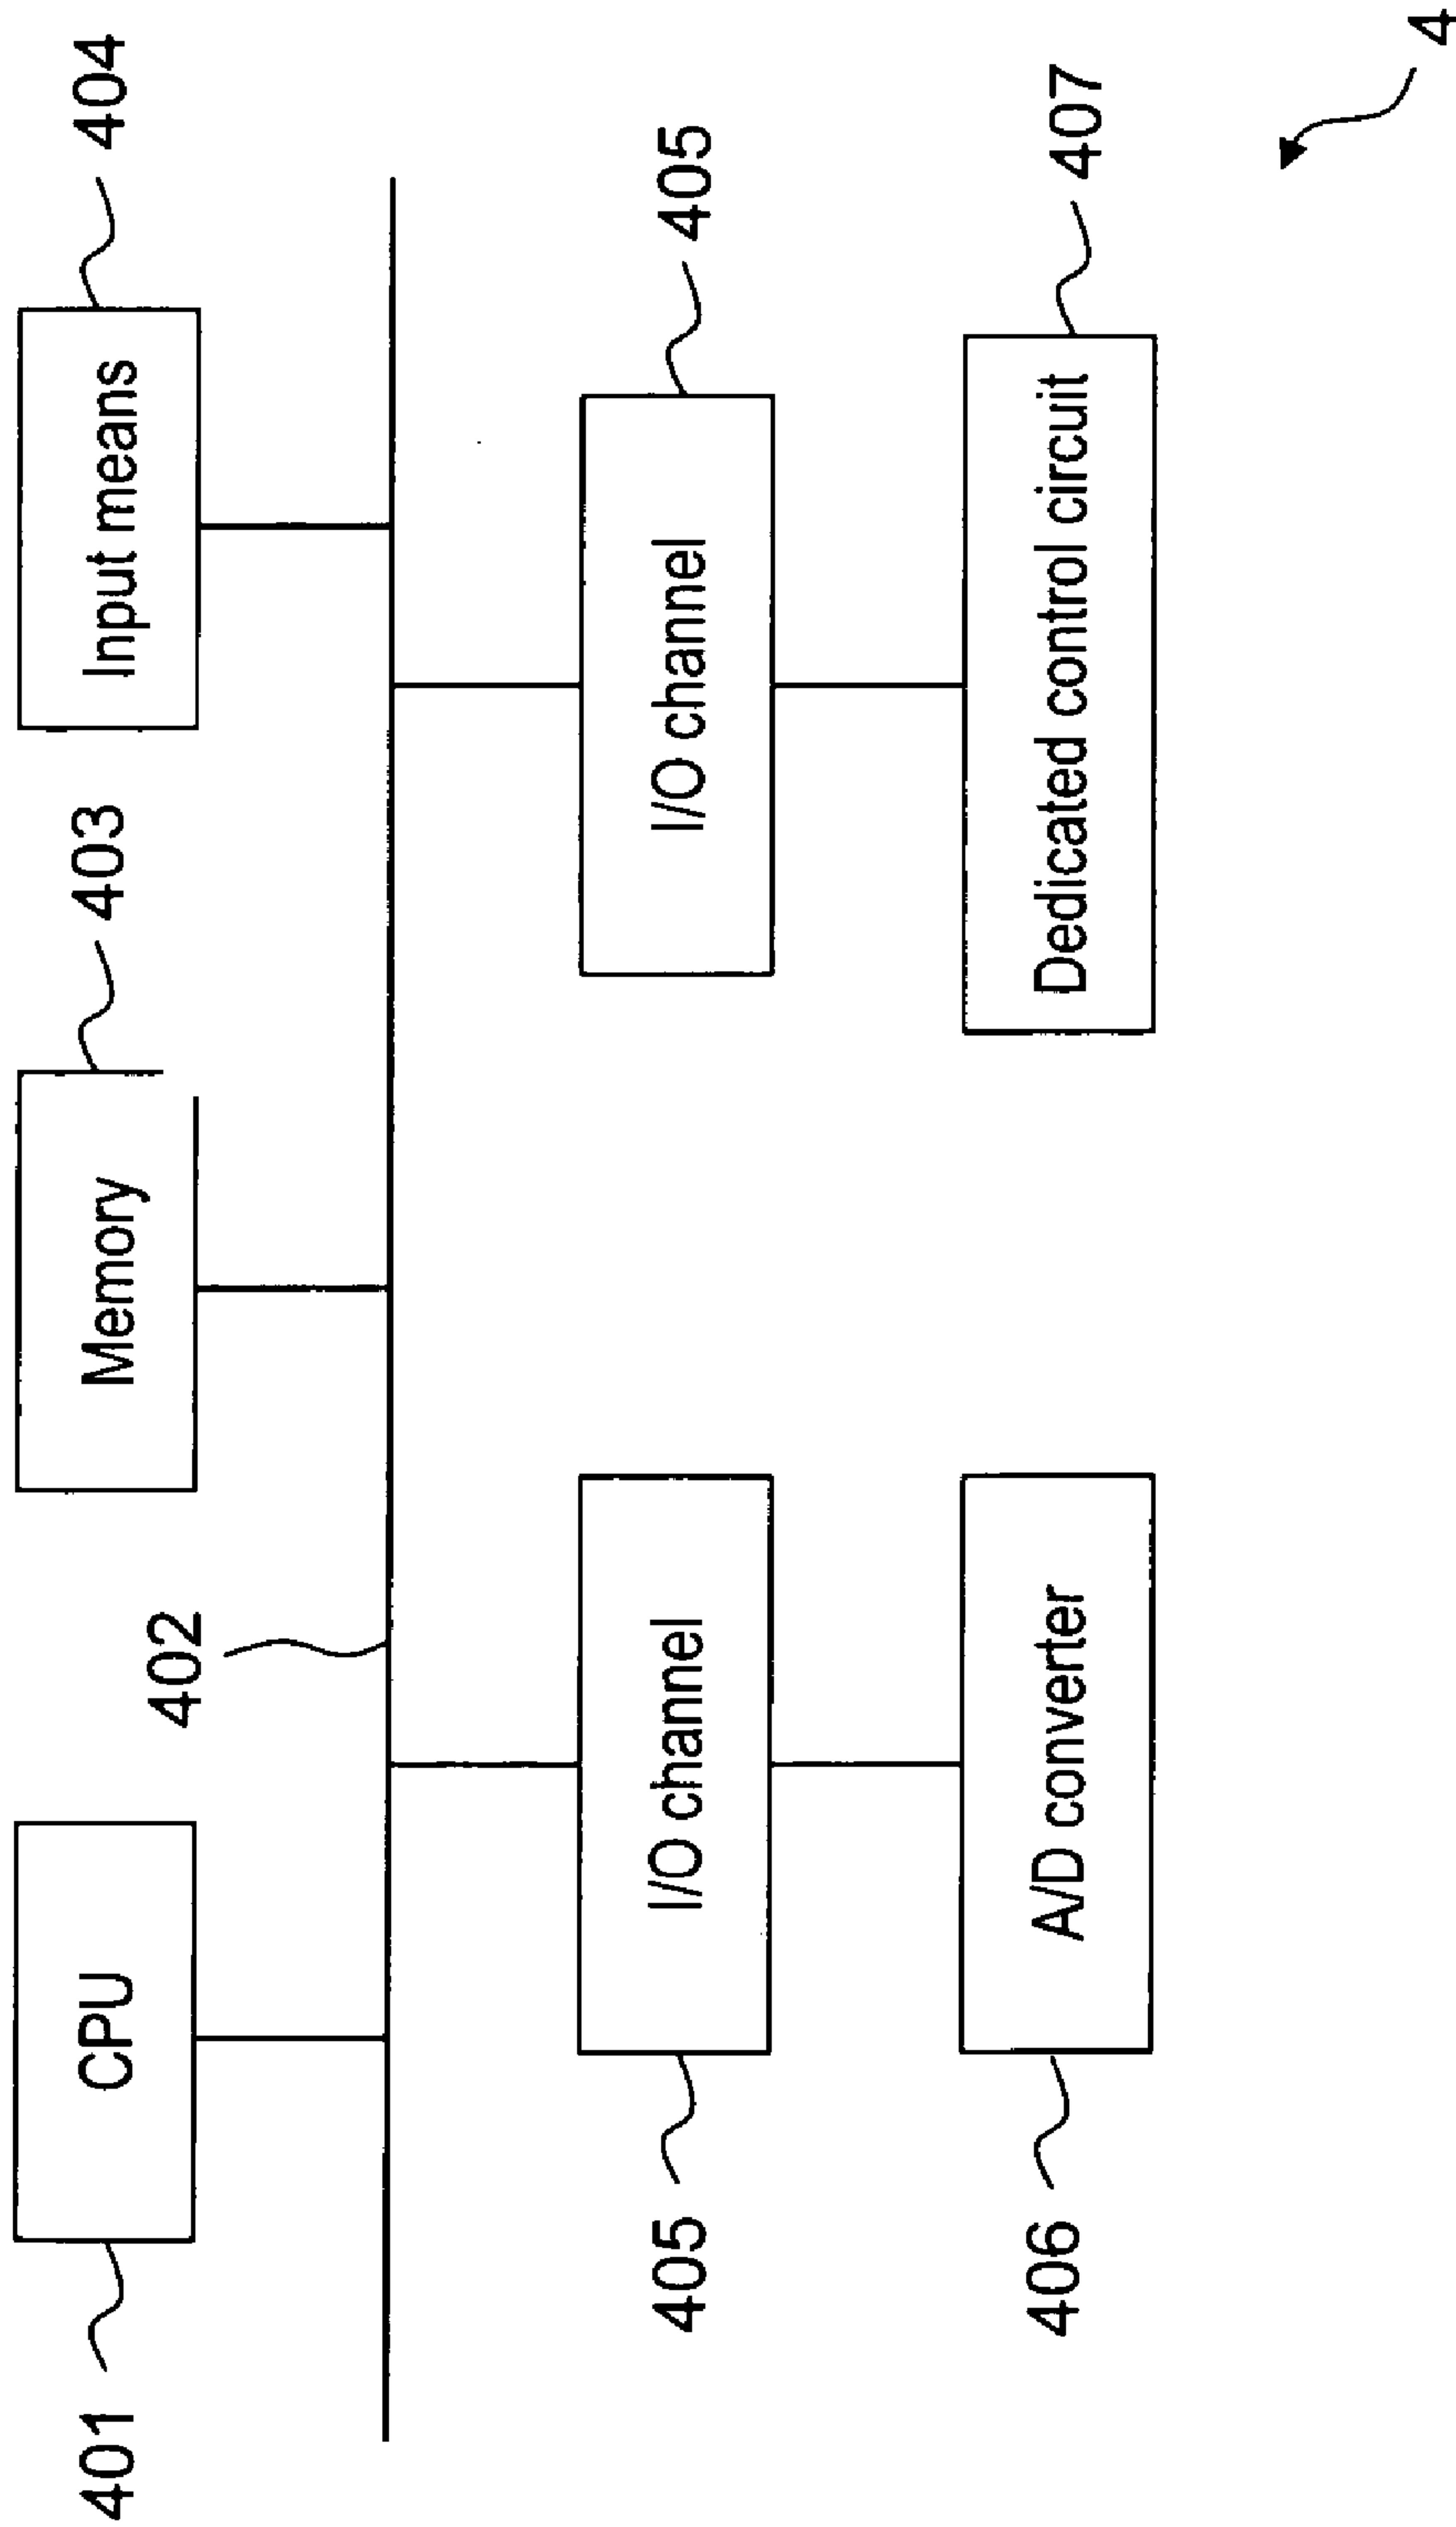 401
CPU
402
Memory
403
Input means
404
405
I/O channel
I/O channel
405
406
A/D converter
Dedicated control circuit
407
4